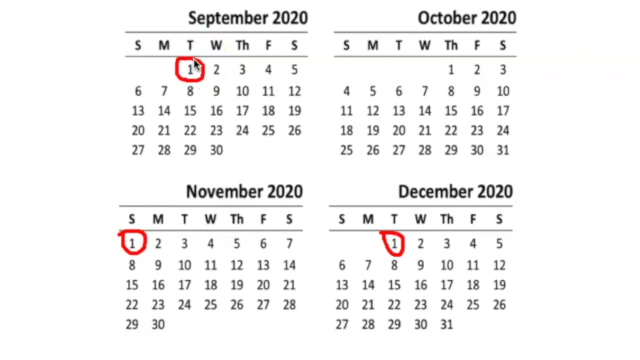 September 2020
S M T W Th F S
1 2 3 4 5
6 7 8 9 10 11 12
13 14 15 16 17 18 19
20 21 22 23 24 25 26
27 28 29 30
October 2020
S M T W Th F S
1 2 3
4 5 6 7 8 9 10
11 12 13 14 15 16 17
18 19 20 21 22 23 24
25 26 27 28 29 30 31
November 2020
S M T W Th F S
1 2 3 4 5 6 7
8 9 10 11 12 13 14
15 16 17 18 19 20 21
22 23 24 25 26 27 28
29 30
December 2020
S M T W Th F S
1 2 3 4 5
6 7 8 9 10 11 12
13 14 15 16 17 18 19
20 21 22 23 24 25 26
27 28 29 30 31